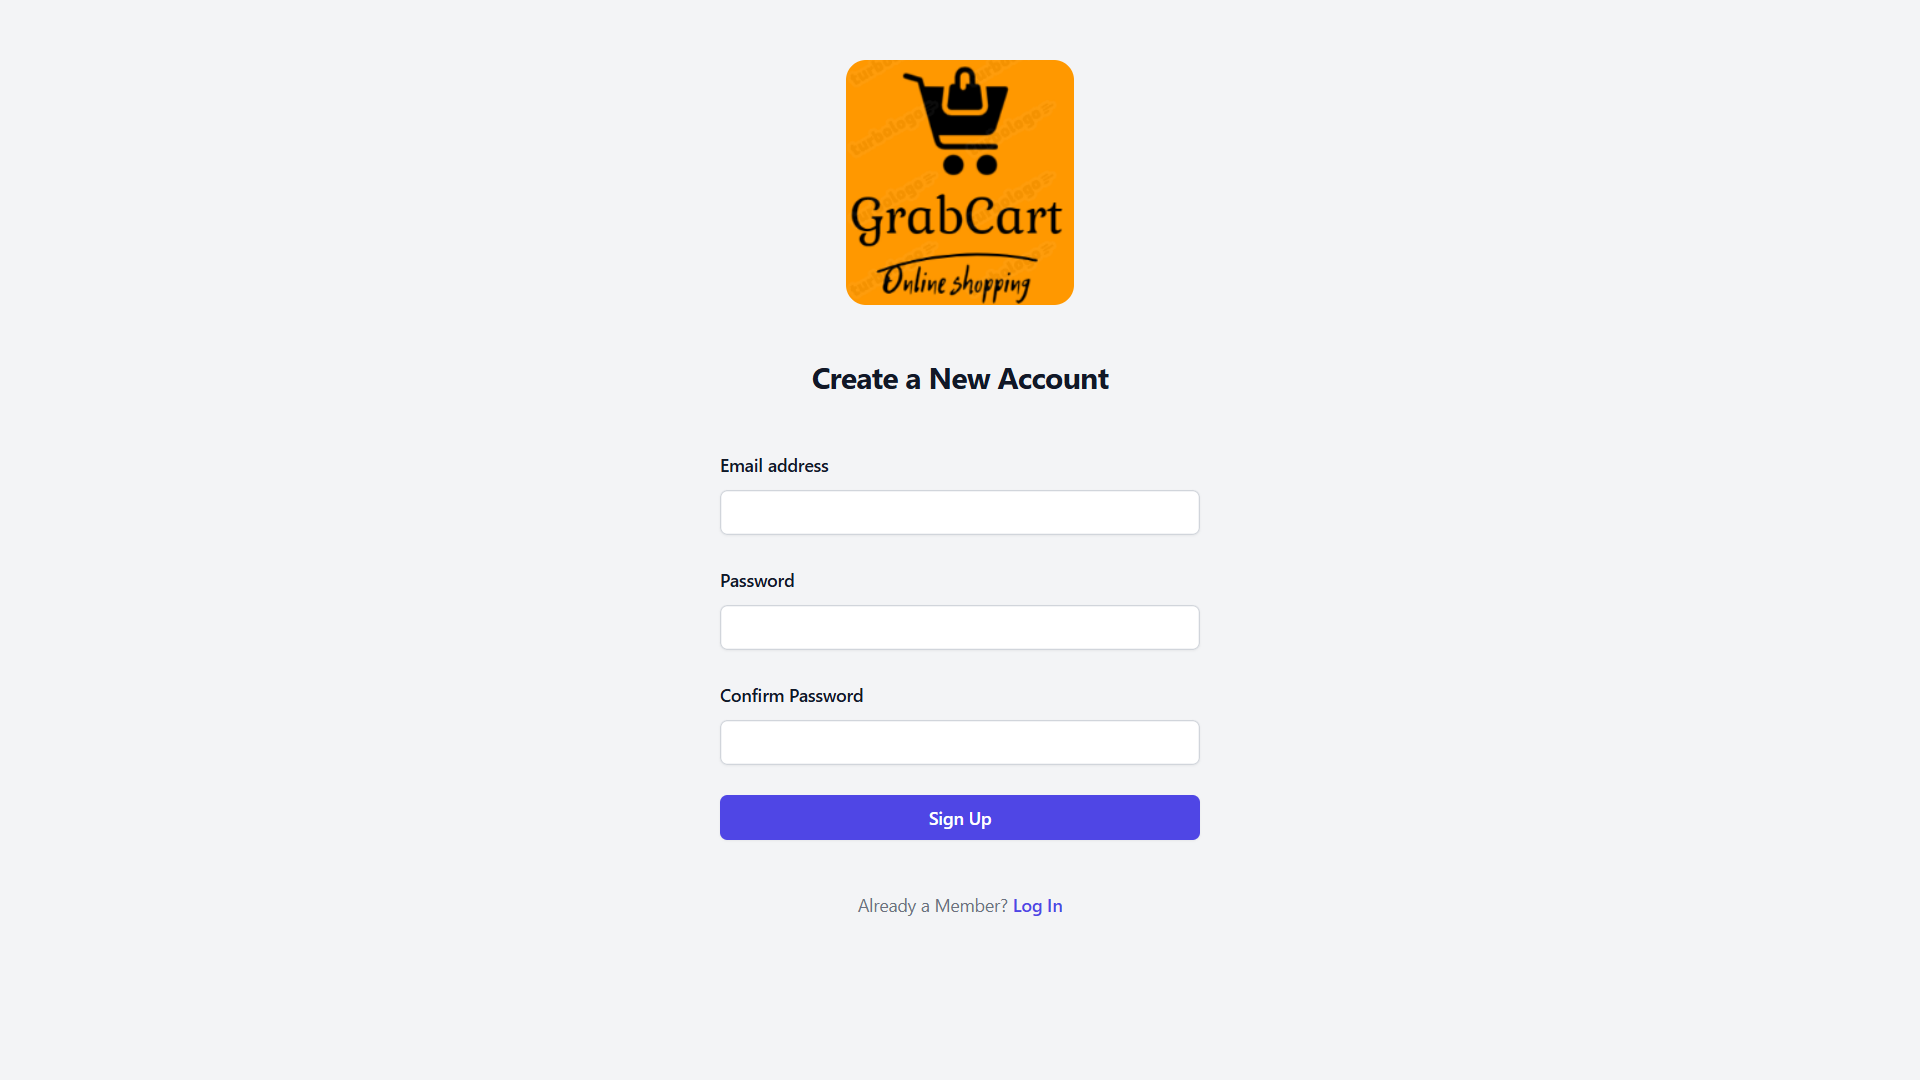 GrabCart
Online shopping
Create a New Account
Email address
Password
Confirm Password
Sign Up
Already a Member? Log In